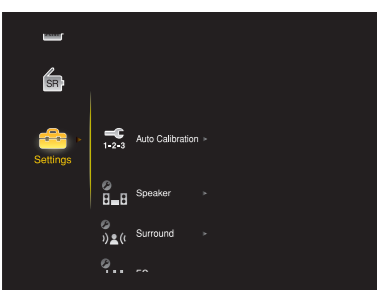 SR
Settings
1-2-3
Auto Calibration
Speaker
Surround